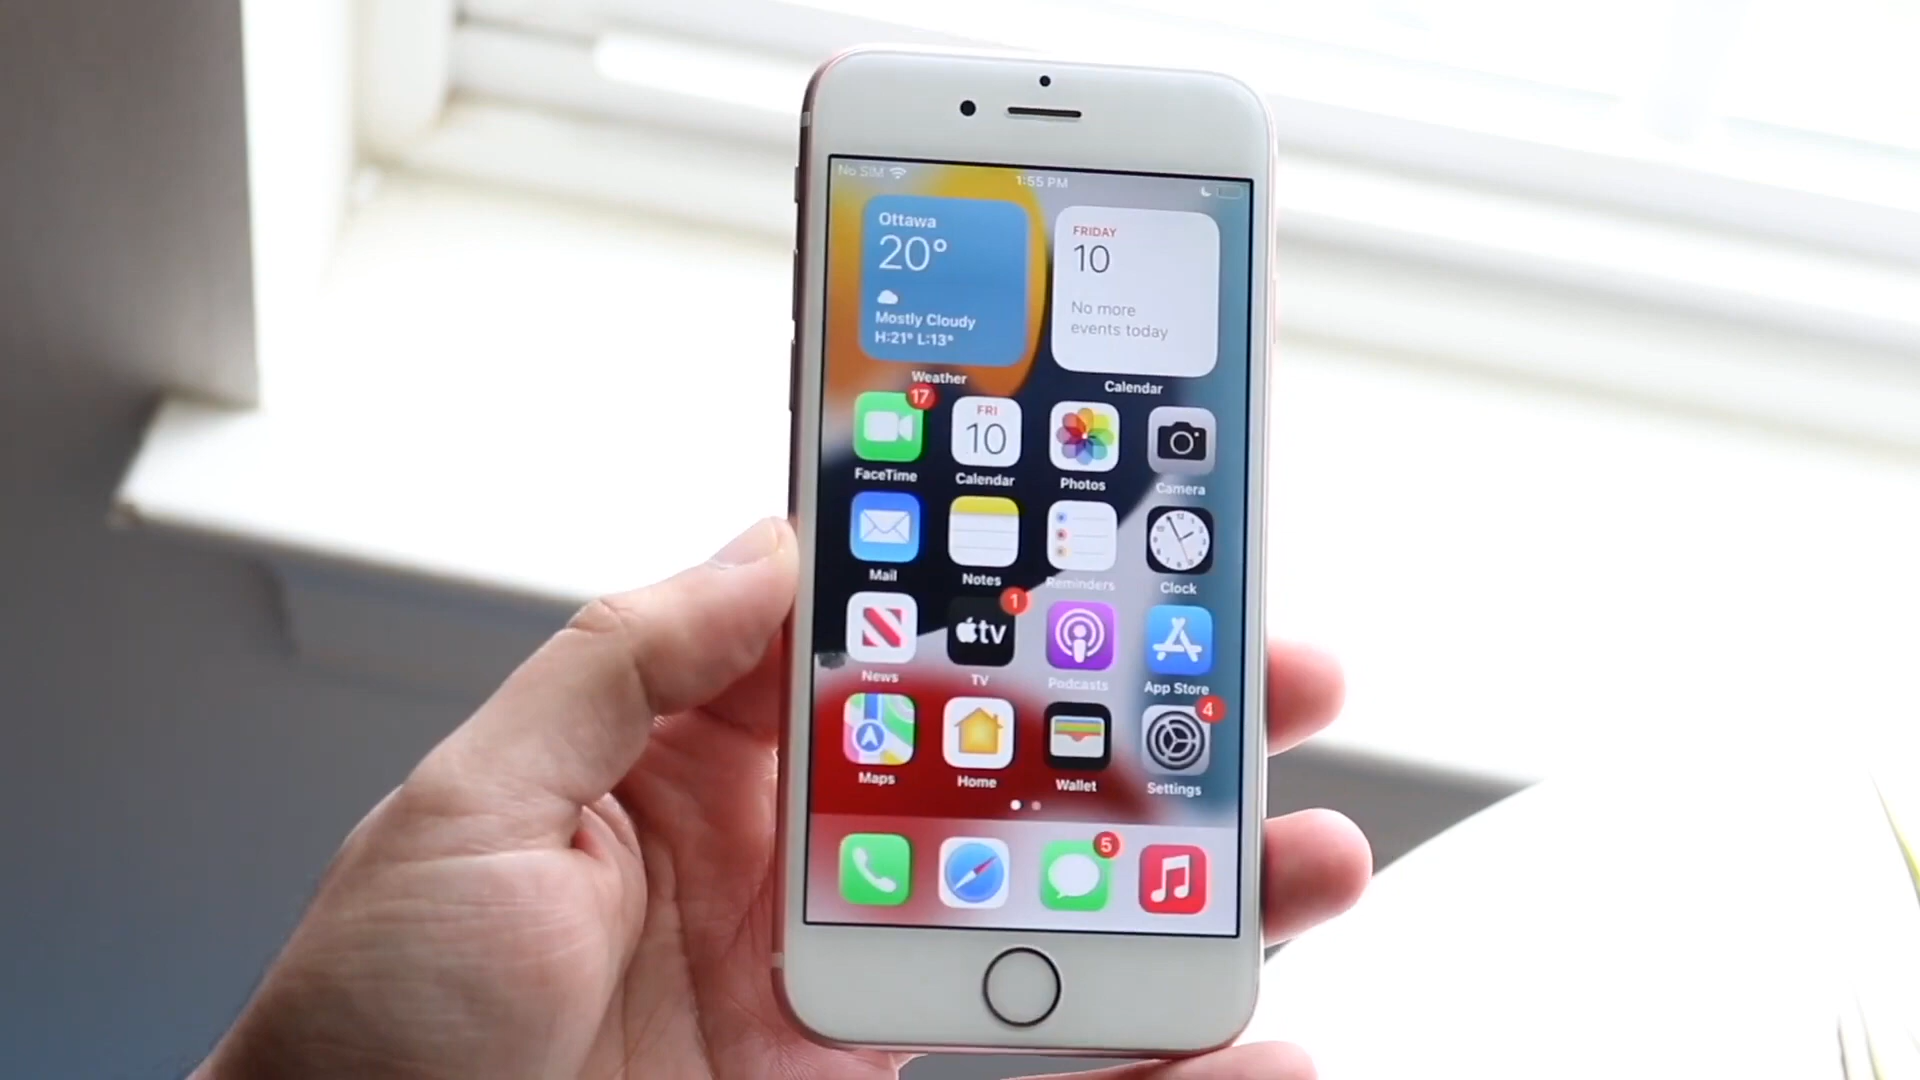 No SIM
1:55 PM
Ottawa
20°
Mostly Cloudy
H:21° L:13°
Weather
FRIDAY
10
No more
events today
Calendar
17
FRI
10
FaceTime
Calendar
Photos
Camera
Mail
Notes
Reminders
Clock
tv
1
News
TV
Podcasts
App Store
4
Maps
Home
Wallet
Settings
5